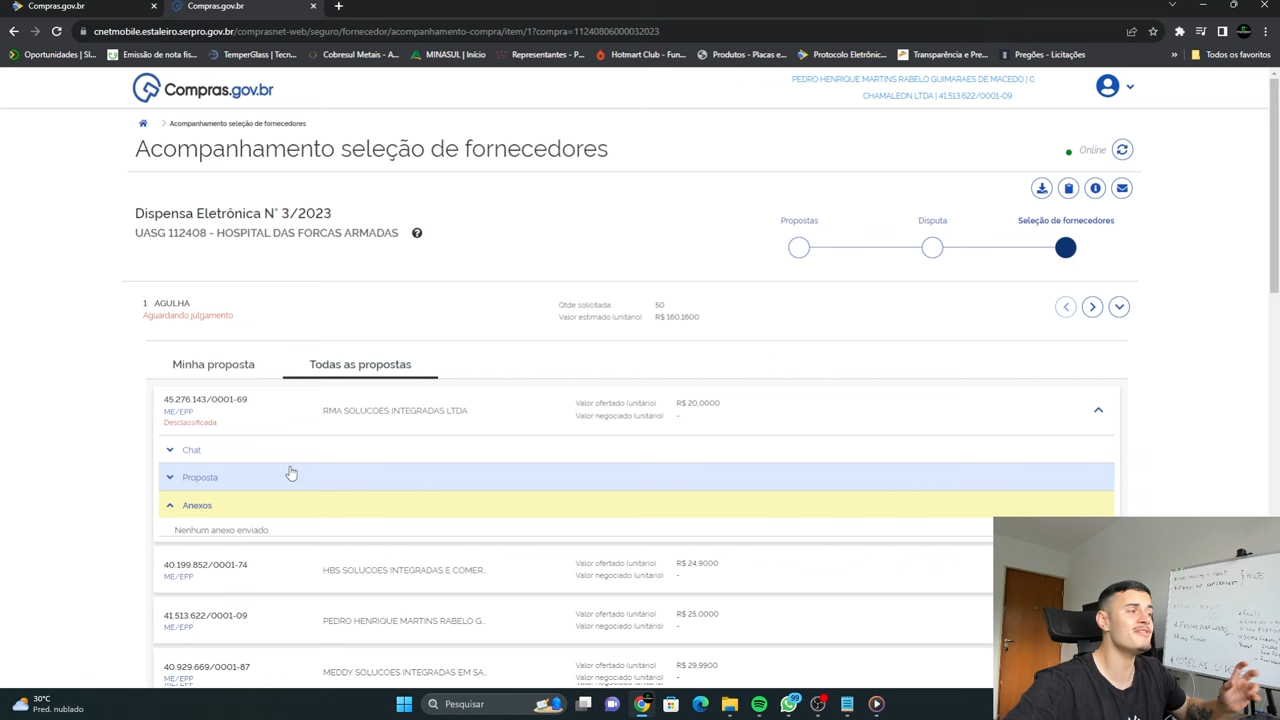 Compras.gov.br
Compras.gov.br
cnetmobile.estaleiro.serpro.gov.br/comprasnet-web/seguro/fornecedor/acompanhamento-compra/item/1?compra=11240806000032023
Oportunidades | Sl...
Emissão de nota fis...
TemperGlass | Temp...
Cobresul Metais - A...
MINASUL | Início
Representantes - P...
Hotmart Club - Fun...
Produtos - Placas e...
Protocolo Eletrônic...
Transparência e Pre...
Pregões - Licitações
Todos os favoritos
Compras.gov.br
PEDRO HENRIQUE MARTINS RABELO GUIMARAES DE MACEDO |
CHAMALEON LTDA | 41.513.622/0001-09
Acompanhamento seleção de fornecedores
Acompanhamento seleção de fornecedores
Online
Dispensa Eletrônica N° 3/2023
UASG 112408 - HOSPITAL DAS FORCAS ARMADAS
Propostas
Disputa
Seleção de fornecedores
1 AGULHA
Aguardando julgamento
Qtde solicitada 50
Valor estimado (unitário) R$ 160,1600
Minha proposta
Todas as propostas
45.276.143/0001-69
ME/EPP
Desclassificada
RMA SOLUCOES INTEGRADAS LTDA
Valor ofertado (unitário) R$ 20,0000
Valor negociado (unitário) -
Chat
Proposta
Anexos
Nenhum anexo enviado.
40.199.852/0001-74
ME/EPP
HBS SOLUCOES INTEGRADAS E COMER...
Valor ofertado (unitário) R$ 24,9000
Valor negociado (unitário) -
41.513.622/0001-09
ME/EPP
PEDRO HENRIQUE MARTINS RABELO G...
Valor ofertado (unitário) R$ 25,0000
Valor negociado (unitário) -
40.929.669/0001-87
ME/EPP
MEDDY SOLUCOES INTEGRADAS EM SA...
Valor ofertado (unitário) R$ 29,9900
Valor negociado (unitário) -
30°C
Pred. nublado
Pesquisar
99